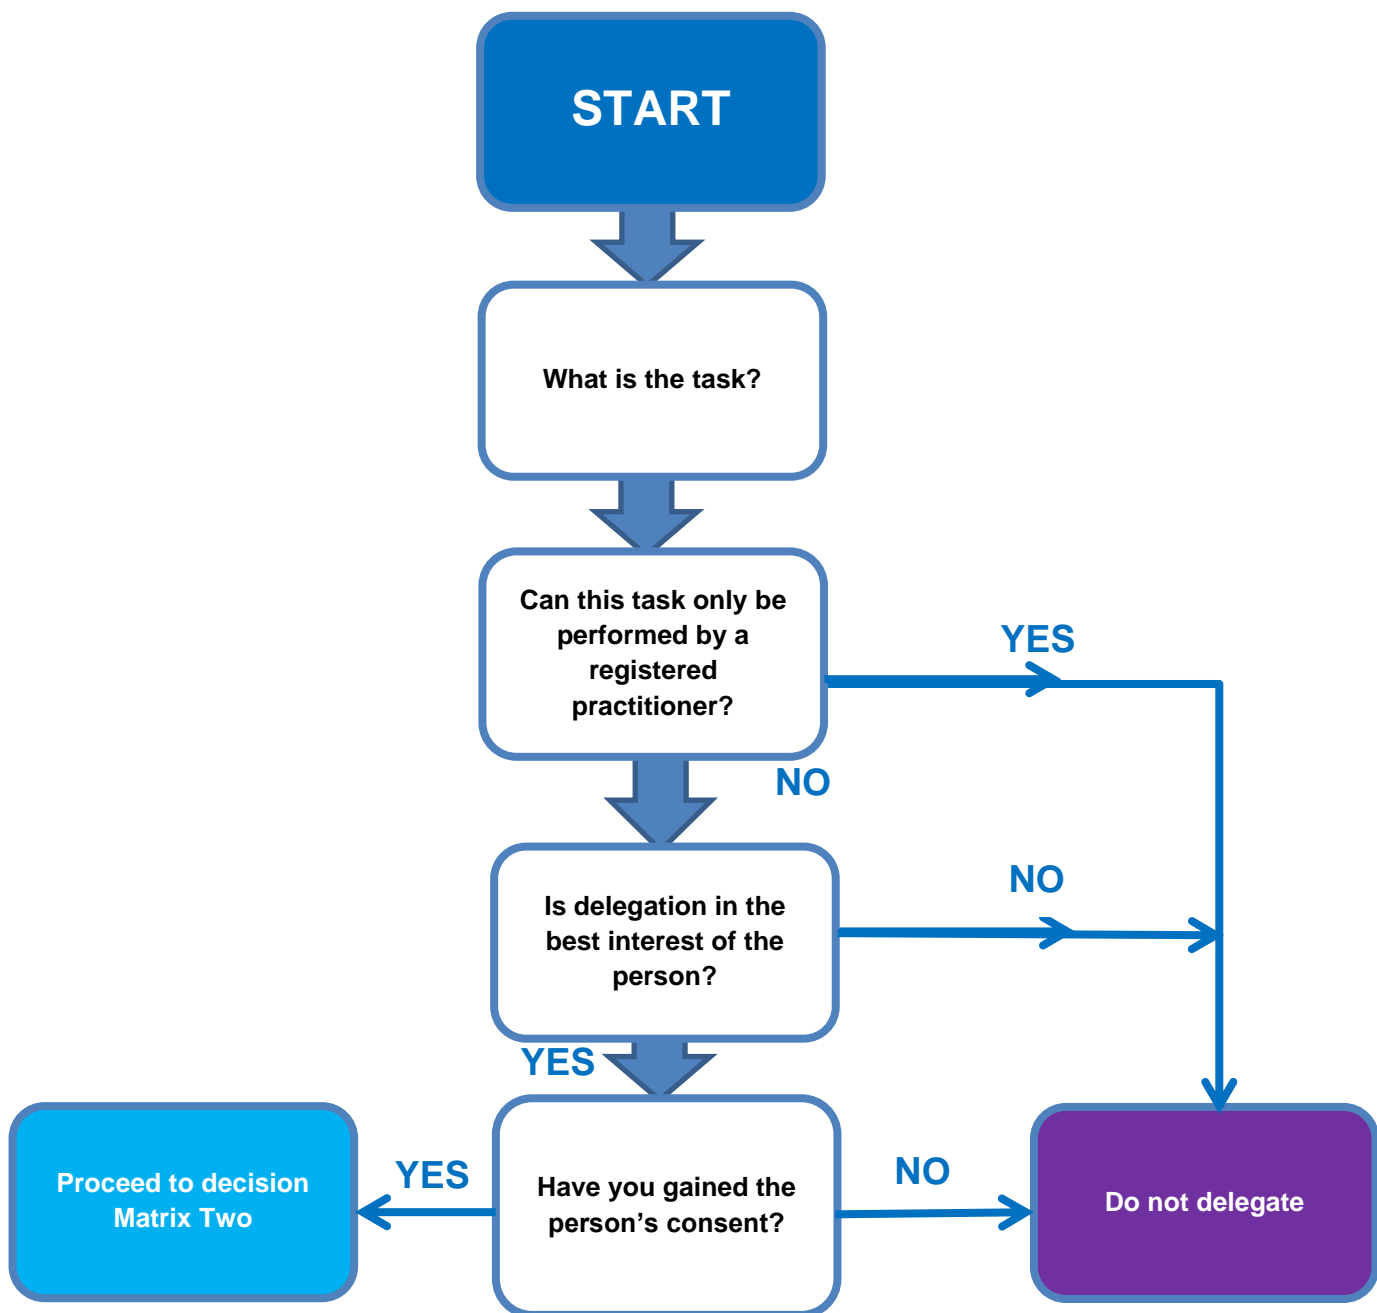 START
What is the task?
Can this task only be
performed by a
registered
practitioner?
YES
NO
Is delegation in the
best interest of the
person?
NO
YES
Proceed to decision
Matrix Two
YES
Have you gained the
person’s consent?
NO
Do not delegate